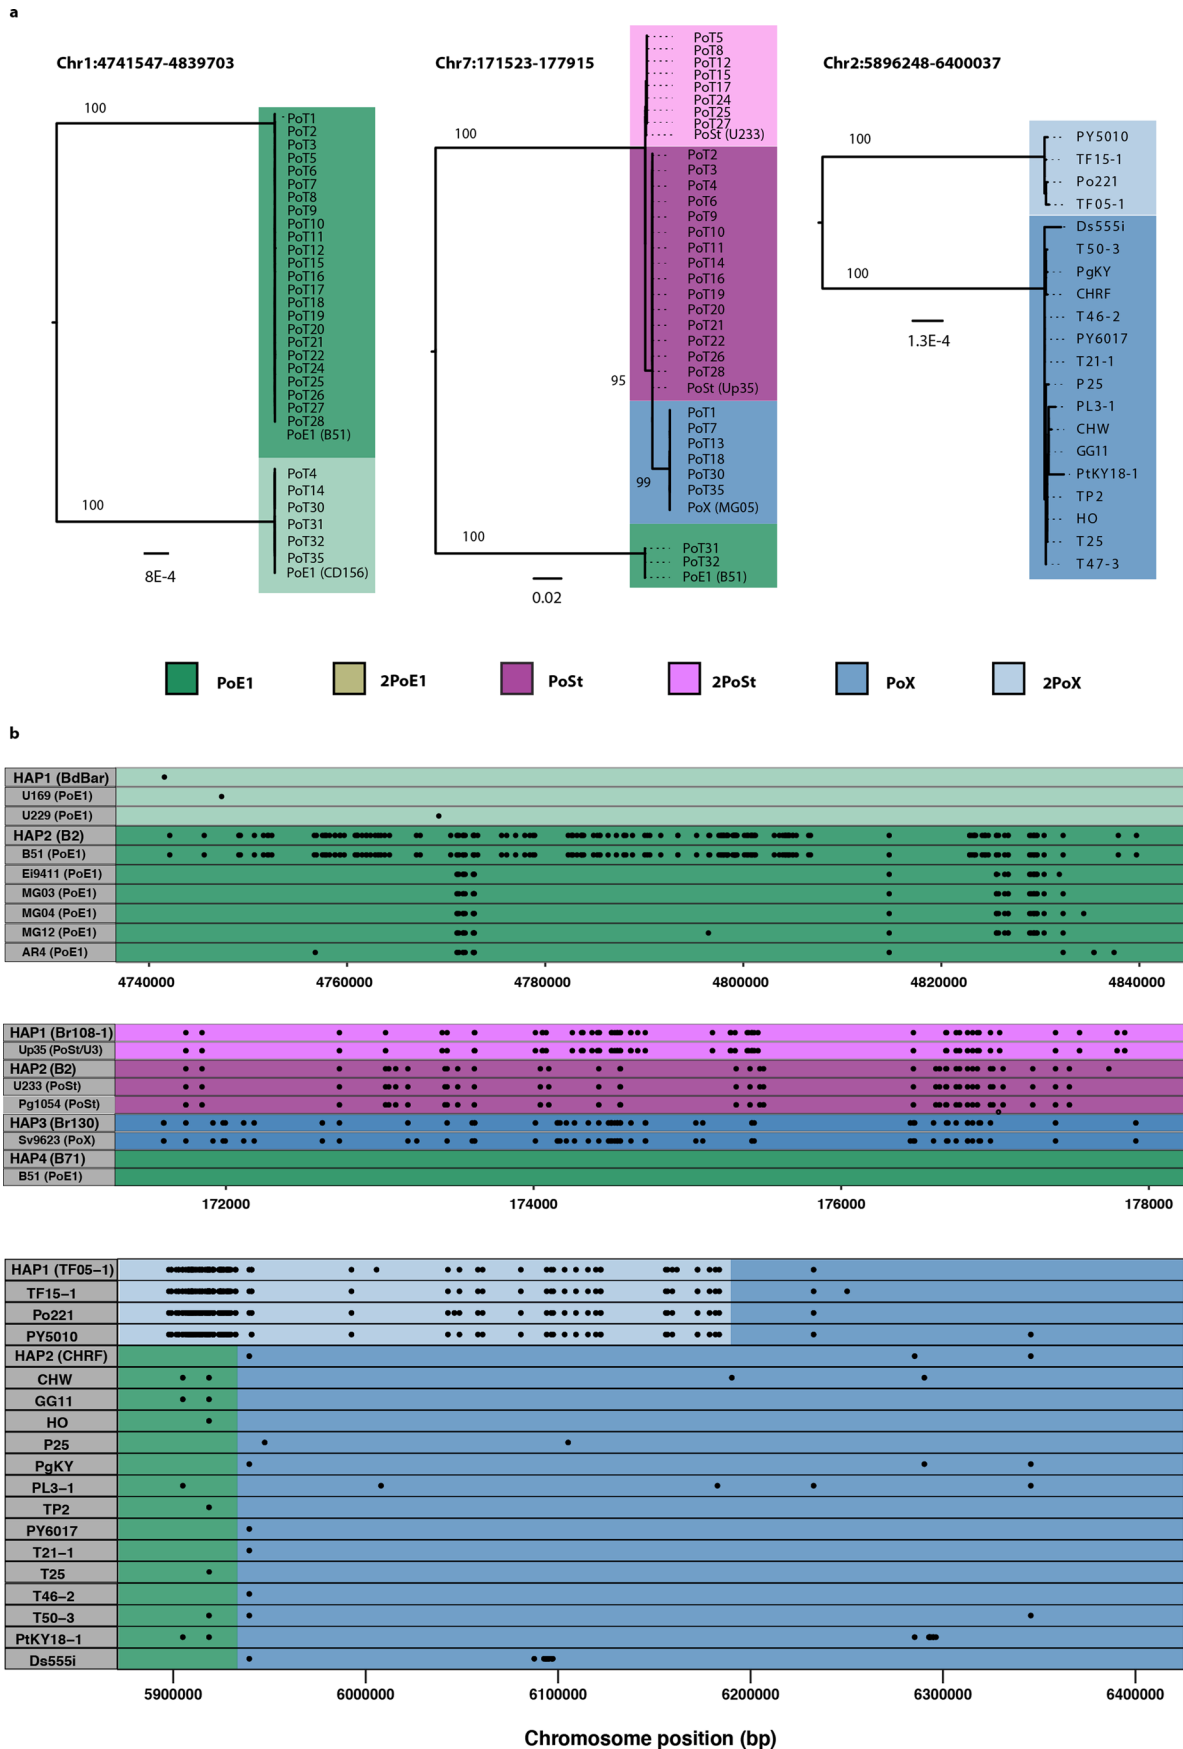 a
Chr1:4741547-4839703
100
PoT1
PoT2
PoT3
PoT5
PoT6
PoT7
PoT8
PoT9
PoT10
PoT11
PoT12
PoT15
PoT16
PoT17
PoT18
PoT19
PoT20
PoT21
PoT22
PoT24
PoT25
PoT26
PoT27
PoT28
PoE1 (B51)
100
PoT4
PoT14
PoT30
PoT31
PoT32
PoT35
PoE1 (CD156)
8E-4
Chr7:171523-177915
100
PoT5
PoT8
PoT12
PoT15
PoT17
PoT24
PoT25
PoT27
PoSt (U233)
PoT2
PoT3
PoT4
PoT6
PoT9
PoT10
PoT11
PoT14
PoT16
PoT19
PoT20
PoT21
PoT22
PoT26
PoT28
PoSt (Up35)
95
PoT1
PoT7
PoT13
PoT18
PoT30
PoT35
PoX (MG05)
99
100
PoT31
PoT32
PoE1 (B51)
0.02
Chr2:5896248-6400037
100
PY5010
TF15-1
Po221
TF05-1
100
Ds555i
T50-3
PgKY
CHRF
T46-2
PY6017
T21-1
P25
PL3-1
CHW
GG11
PtKY18-1
TP2
HO
T25
T47-3
1.3E-4
PoE1 2PoE1 PoSt 2PoSt PoX 2PoX
b
HAP1 (BdBar)
U169 (PoE1)
U229 (PoE1)
HAP2 (B2)
B51 (PoE1)
Ei9411 (PoE1)
MG03 (PoE1)
MG04 (PoE1)
MG12 (PoE1)
AR4 (PoE1)
4740000 4760000 4780000 4800000 4820000 4840000
HAP1 (Br108-1)
Up35 (PoSt/U3)
HAP2 (B2)
U233 (PoSt)
Pg1054 (PoSt)
HAP3 (Br130)
Sv9623 (PoX)
HAP4 (B71)
B51 (PoE1)
172000 174000 176000 178000
HAP1 (TF05−1)
TF15−1
Po221
PY5010
HAP2 (CHRF)
CHW
GG11
HO
P25
PgKY
PL3−1
TP2
PY6017
T21−1
T25
T46−2
T50−3
PtKY18−1
Ds555i
5900000 6000000 6100000 6200000 6300000 6400000
Chromosome position (bp)